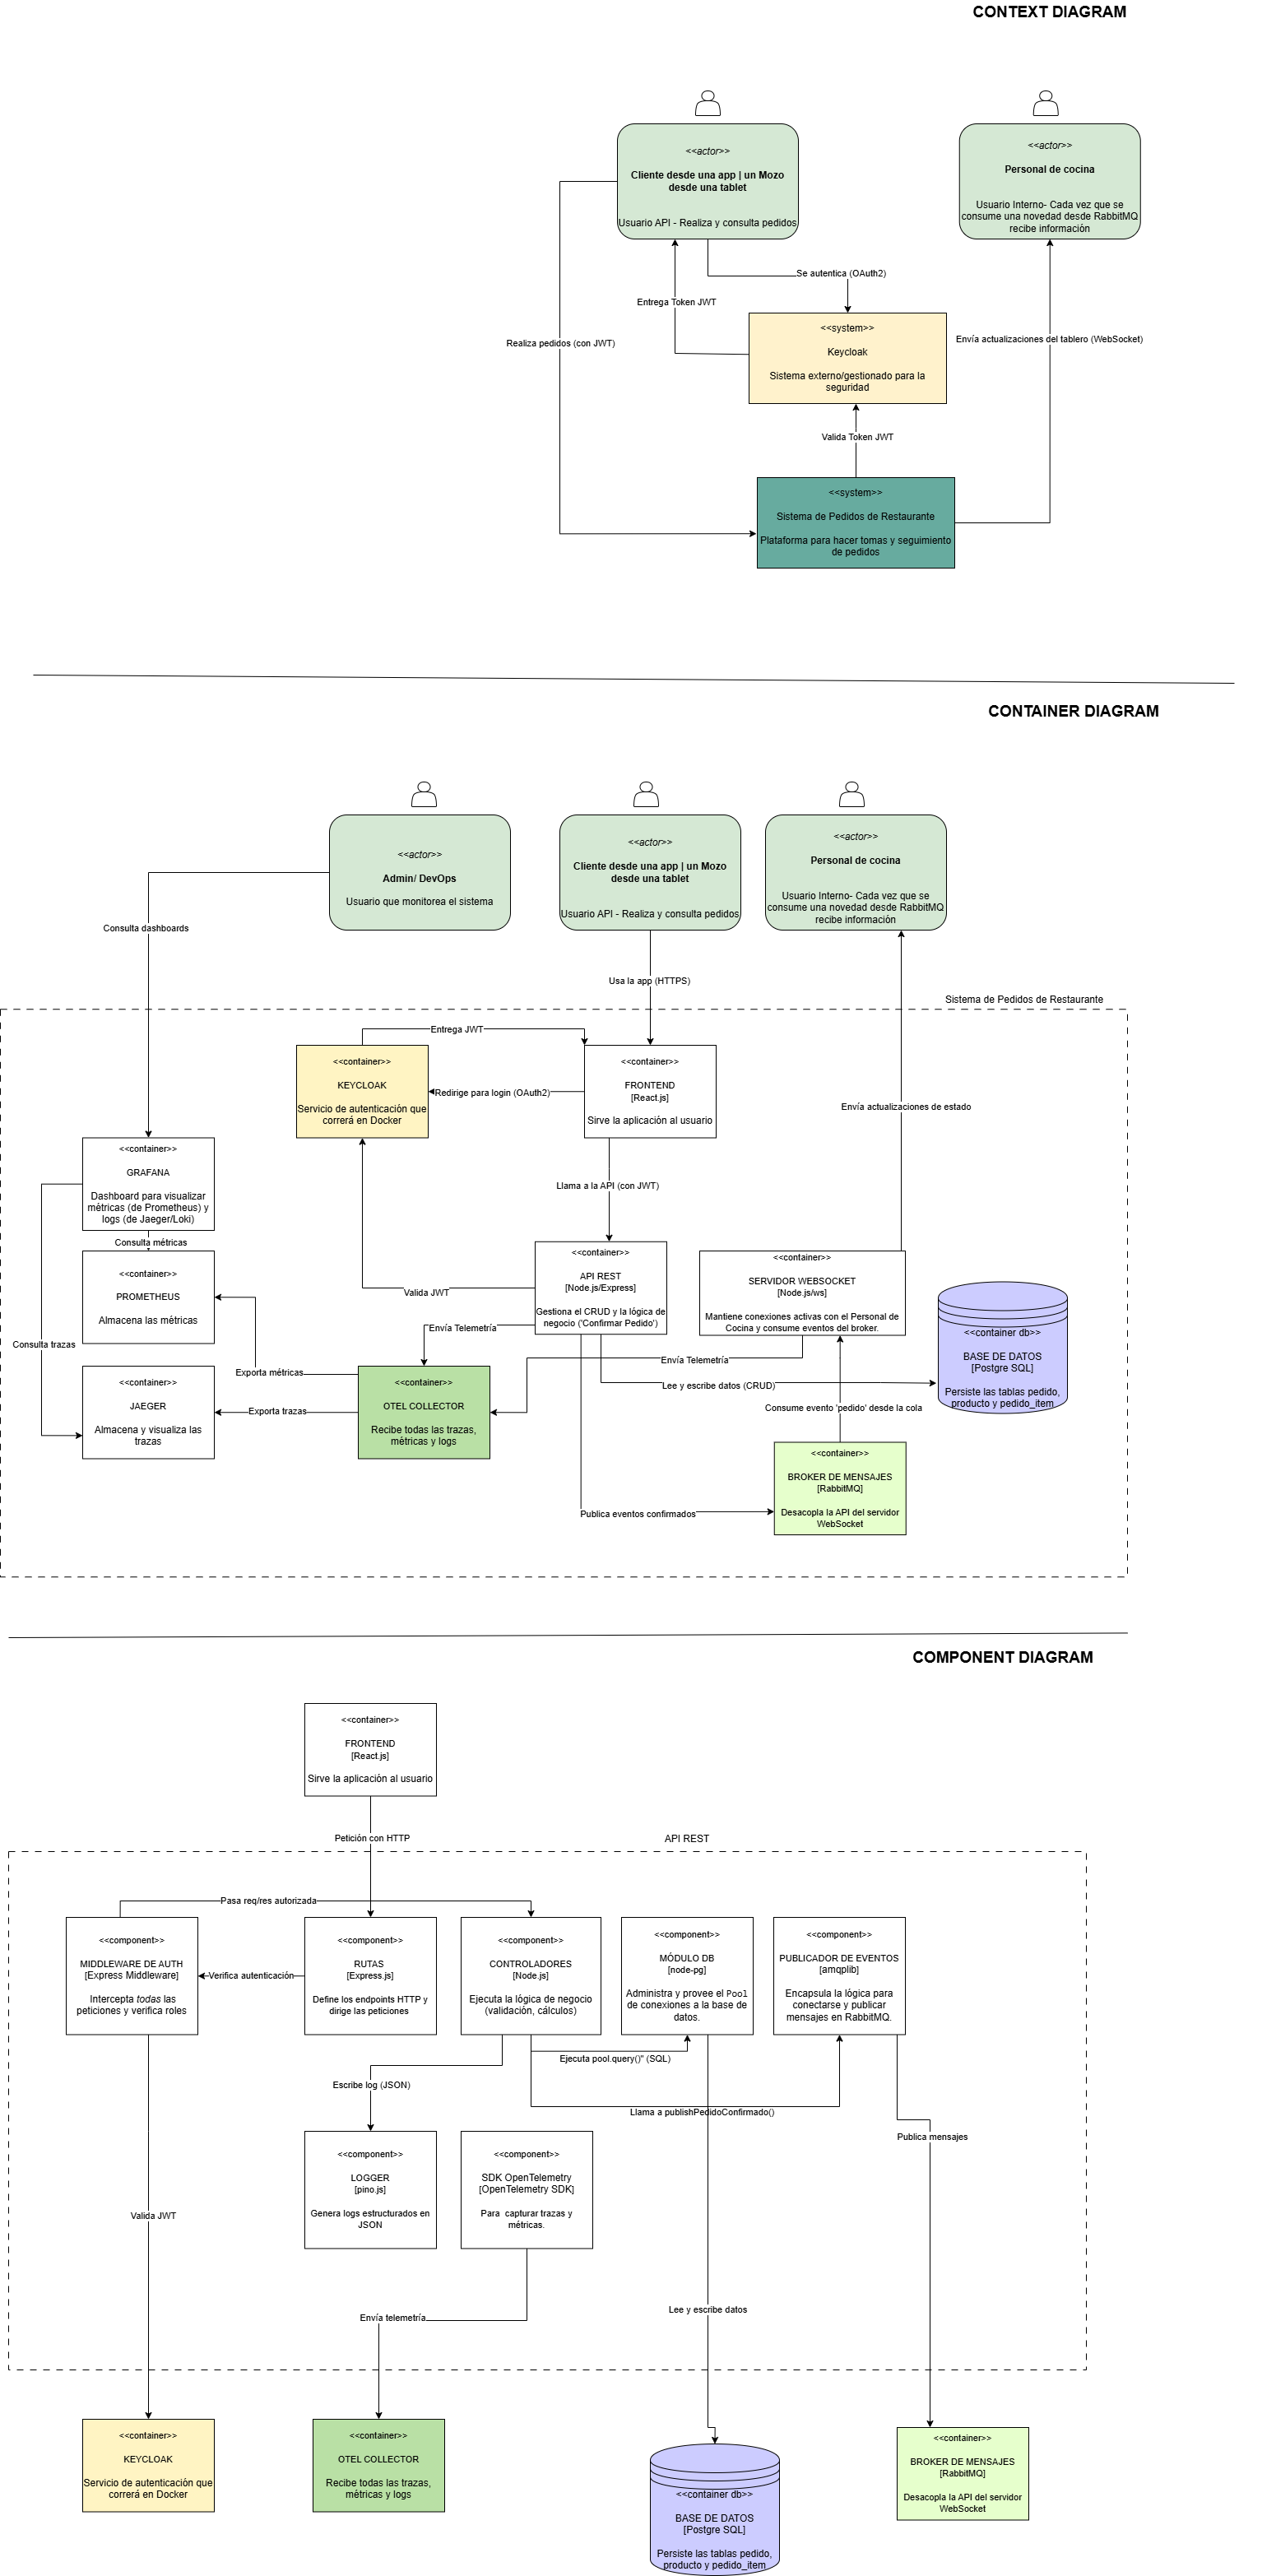 CONTEXT DIAGRAM
<<actor>>
Cliente desde una app | un Mozo
desde una tablet
Usuario API - Realiza y consulta pedidos
<<actor>>
Personal de cocina
Usuario Interno- Cada vez que se
consume una novedad desde RabbitMQ
recibe información
Se autentica (OAuth2)
Entrega Token JWT
Realiza pedidos (con JWT)
Envía actualizaciones del tablero (WebSocket)
<<system>>
Keycloak
Sistema externo/gestionado para la
seguridad
Valida Token JWT
<<system>>
Sistema de Pedidos de Restaurante
Plataforma para hacer tomas y seguimiento
de pedidos
CONTAINER DIAGRAM
<<actor>>
Admin/ DevOps
Usuario que monitorea el sistema
<<actor>>
Cliente desde una app | un Mozo
desde una tablet
Usuario API - Realiza y consulta pedidos
<<actor>>
Personal de cocina
Usuario Interno- Cada vez que se
consume una novedad desde RabbitMQ
recibe información
Consulta dashboards
Usa la app (HTTPS)
Sistema de Pedidos de Restaurante
Entrega JWT
<<container>>
KEYCLOAK
Servicio de autenticación que
correrá en Docker
Redirige para login (OAuth2)
<<container>>
FRONTEND
[React.js]
Sirve la aplicación al usuario
Envía actualizaciones de estado
<<container>>
GRAFANA
Dashboard para visualizar
métricas (de Prometheus) y
logs (de Jaeger/Loki)
Llama a la API (con JWT)
Consulta métricas
<<container>>
PROMETHEUS
Almacena las métricas
Valida JWT
<<container>>
API REST
[Node.js/Express]
Gestiona el CRUD y la lógica de
negocio ('Confirmar Pedido')
<<container>>
SERVIDOR WEBSOCKET
[Node.js/ws]
Mantiene conexiones activas con el Personal de
Cocina y consume eventos del broker.
<<container db>>
BASE DE DATOS
[Postgre SQL]
Persiste las tablas pedido,
producto y pedido_item
Envía Telemetría
Consulta trazas
Envía Telemetría
Exporta métricas
Lee y escribe datos (CRUD)
<<container>>
JAEGER
Almacena y visualiza las
trazas
Exporta trazas
<<container>>
OTEL COLLECTOR
Recibe todas las trazas,
métricas y logs
Consume evento 'pedido' desde la cola
<<container>>
BROKER DE MENSAJES
[RabbitMQ]
Desacopla la API del servidor
WebSocket
Publica eventos confirmados
COMPONENT DIAGRAM
<<container>>
FRONTEND
[React.js]
Sirve la aplicación al usuario
Petición con HTTP
API REST
Pasa req/res autorizada
<<component>>
MIDDLEWARE DE AUTH
[Express Middleware]
Intercepta todas las
peticiones y verifica roles
Verifica autenticación
<<component>>
RUTAS
[Express.js]
Define los endpoints HTTP y
dirige las peticiones
<<component>>
CONTROLADORES
[Node.js]
Ejecuta la lógica de negocio
(validación, cálculos)
<<component>>
MÓDULO DB
[node-pg]
Administra y provee el Pool
de conexiones a la base de
datos.
<<component>>
PUBLICADOR DE EVENTOS
[amqplib]
Encapsula la lógica para
conectarse y publicar
mensajes en RabbitMQ.
Ejecuta pool.query()" (SQL)
Escribe log (JSON)
Llama a publishPedidoConfirmado()
Publica mensajes
<<component>>
LOGGER
[pino.js]
Genera logs estructurados en
JSON
<<component>>
SDK OpenTelemetry
[OpenTelemetry SDK]
Para capturar trazas y
métricas.
Valida JWT
Lee y escribe datos
Envía telemetría
<<container>>
KEYCLOAK
Servicio de autenticación que
correrá en Docker
<<container>>
OTEL COLLECTOR
Recibe todas las trazas,
métricas y logs
<<container db>>
BASE DE DATOS
[Postgre SQL]
Persiste las tablas pedido,
producto y pedido_item
<<container>>
BROKER DE MENSAJES
[RabbitMQ]
Desacopla la API del servidor
WebSocket